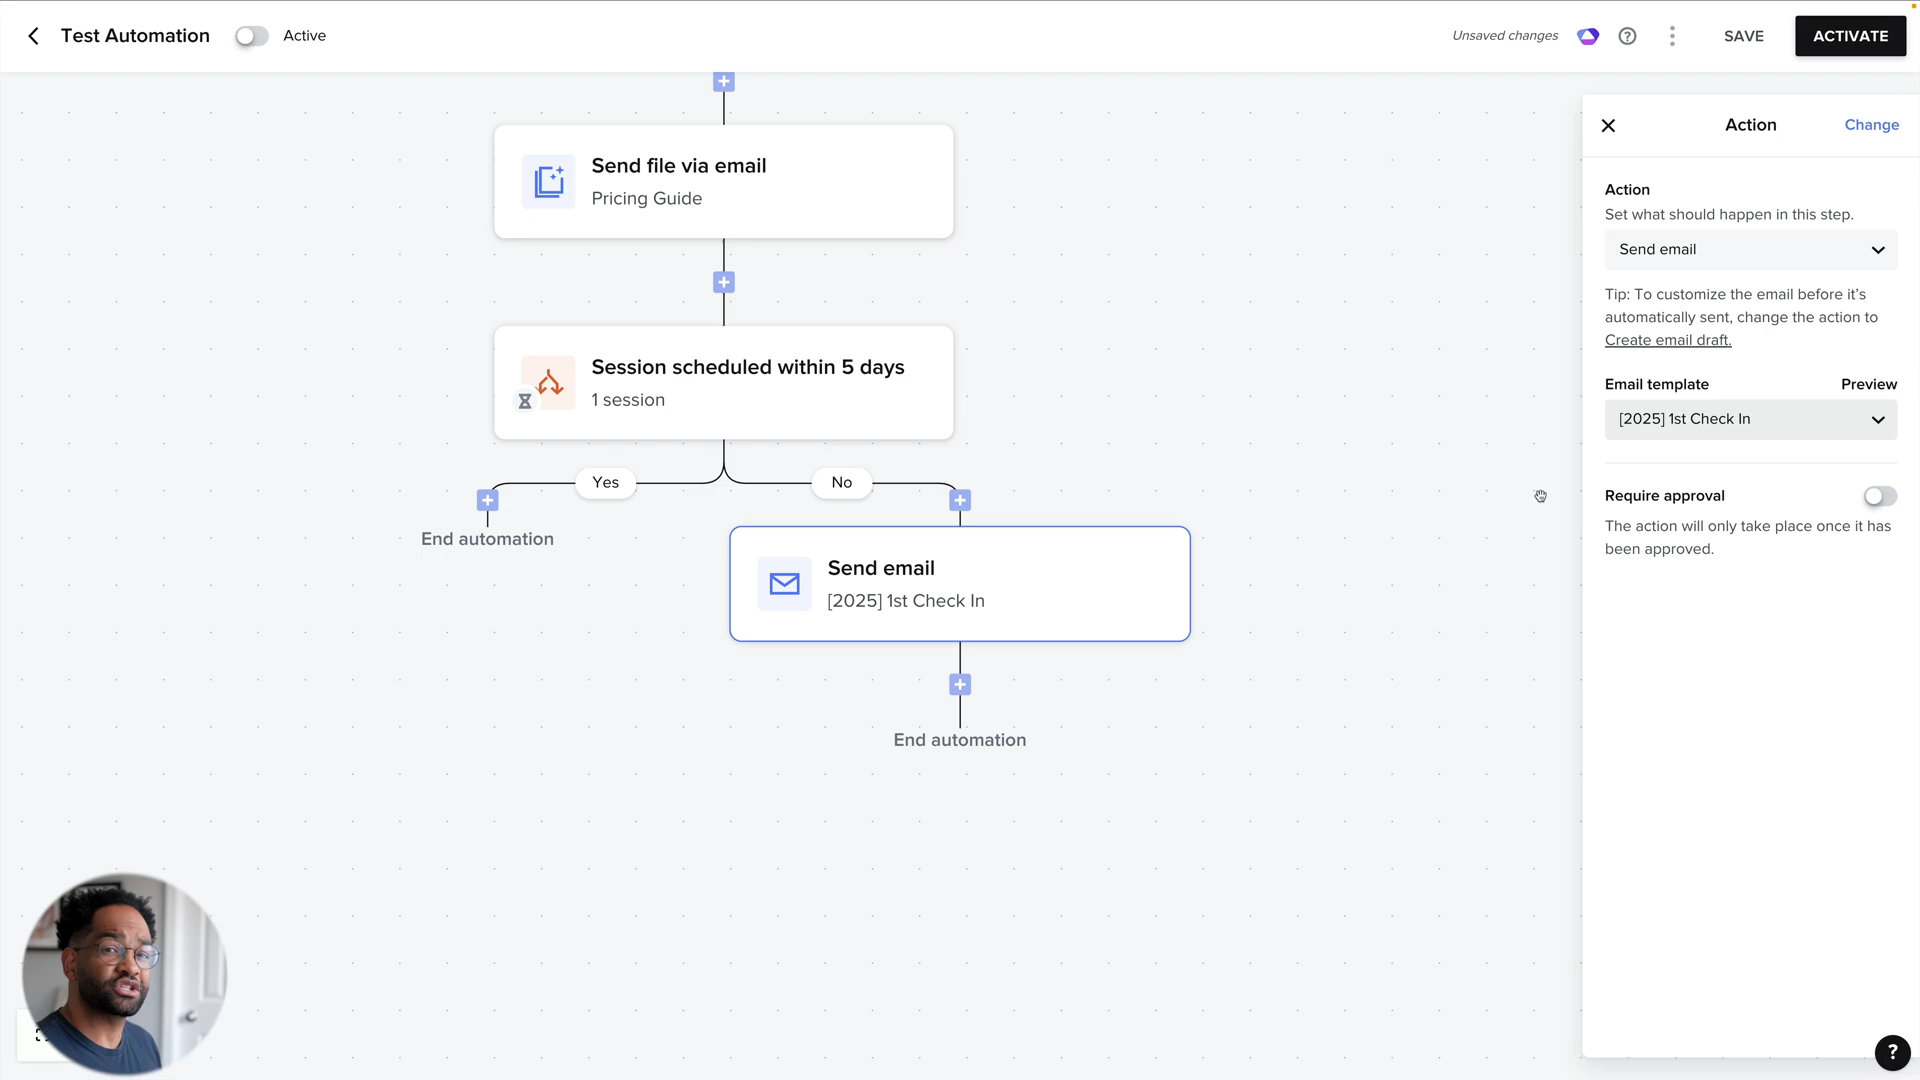 Test Automation
Active
Unsaved changes
SAVE
ACTIVATE
Send file via email
Pricing Guide
Session scheduled within 5 days
1 session
Yes
No
End automation
Send email
[2025] 1st Check In
End automation
Action
Change
Action
Set what should happen in this step.
Send email
Tip: To customize the email before it's
automatically sent, change the action to
Create email draft.
Email template
Preview
[2025] 1st Check In
Require approval
The action will only take place once it has
been approved.
?